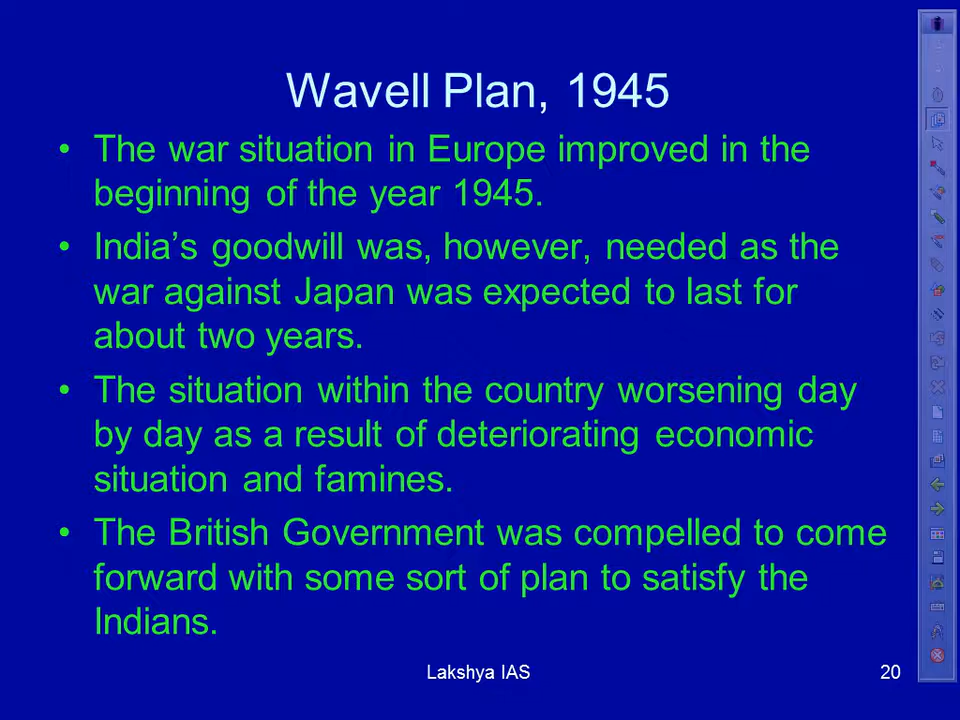 Wavell Plan, 1945
• The war situation in Europe improved in the
beginning of the year 1945.
• India’s goodwill was, however, needed as the
war against Japan was expected to last for
about two years.
• The situation within the country worsening day
by day as a result of deteriorating economic
situation and famines.
• The British Government was compelled to come
forward with some sort of plan to satisfy the
Indians.
Lakshya IAS
20